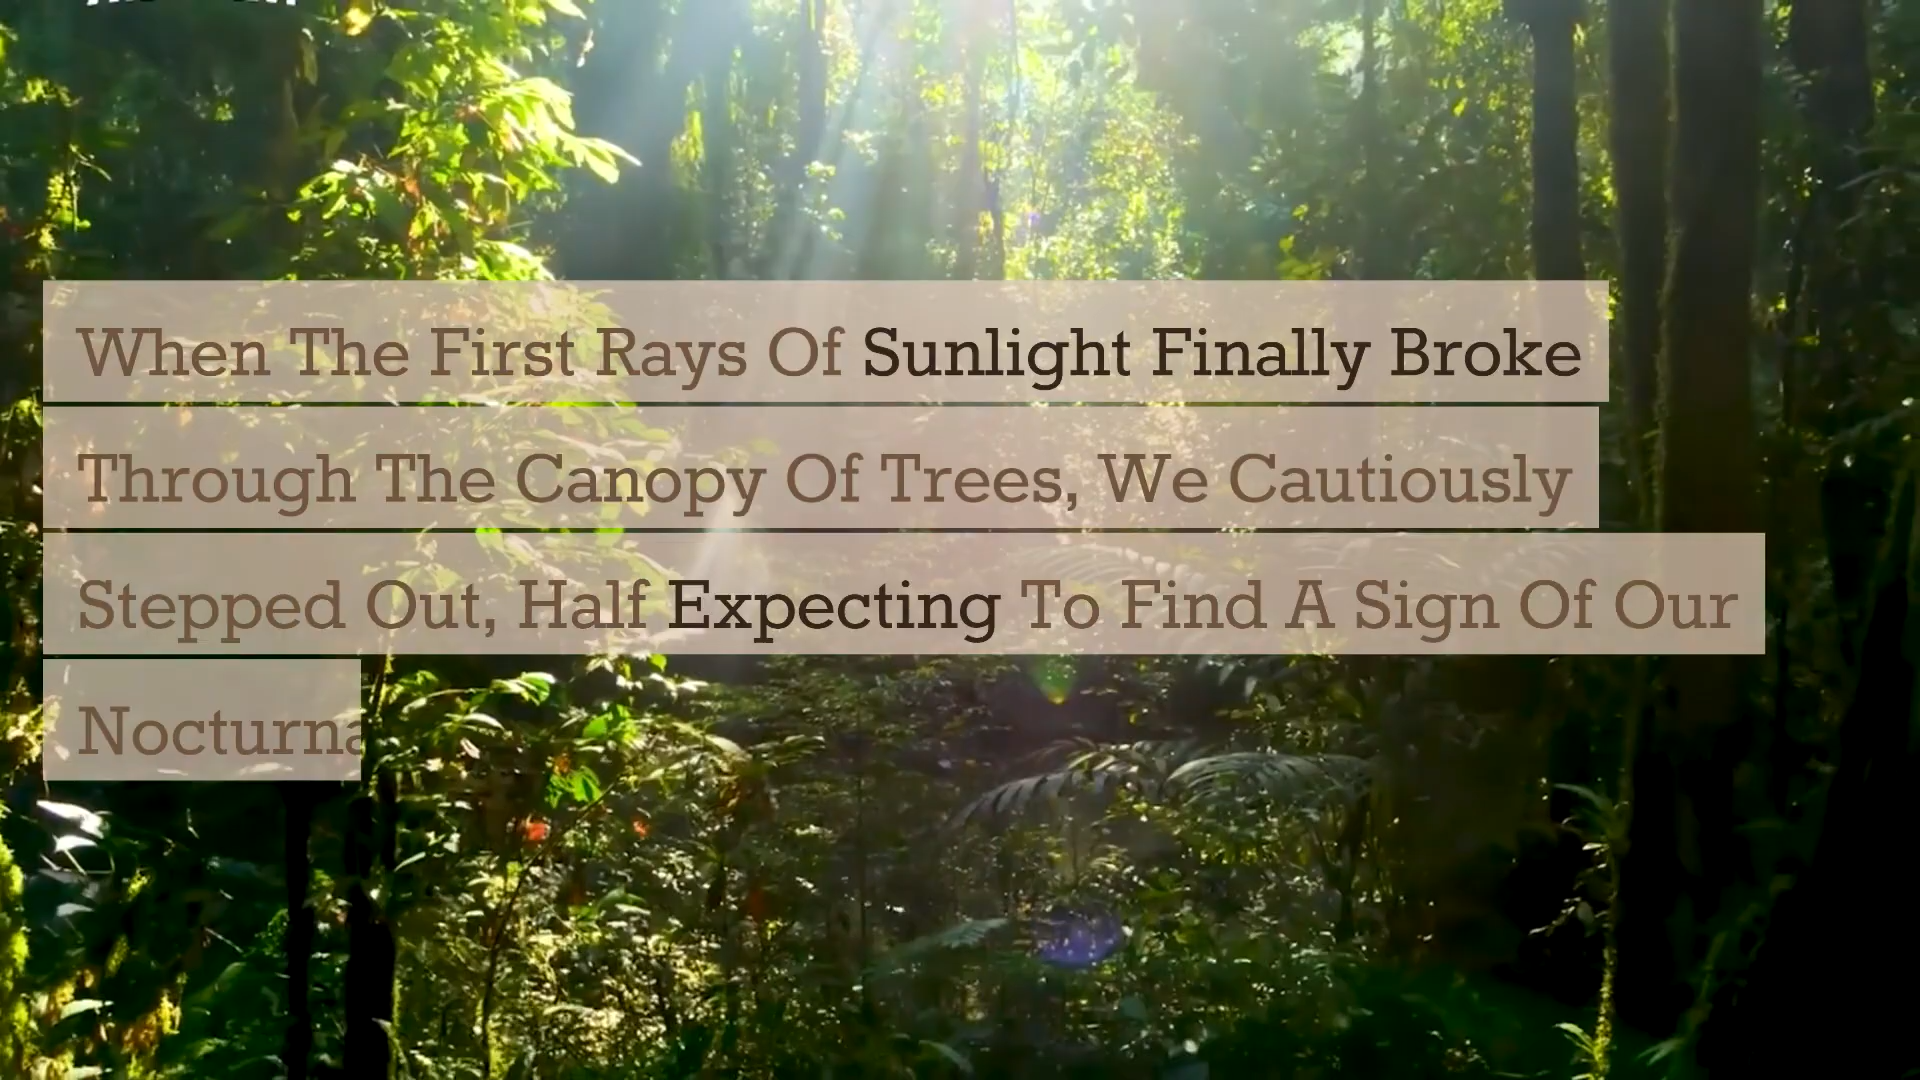 When The First Rays Of Sunlight Finally Broke
Through The Canopy Of Trees, We Cautiously
Stepped Out, Half Expecting To Find A Sign Of Our
Nocturna